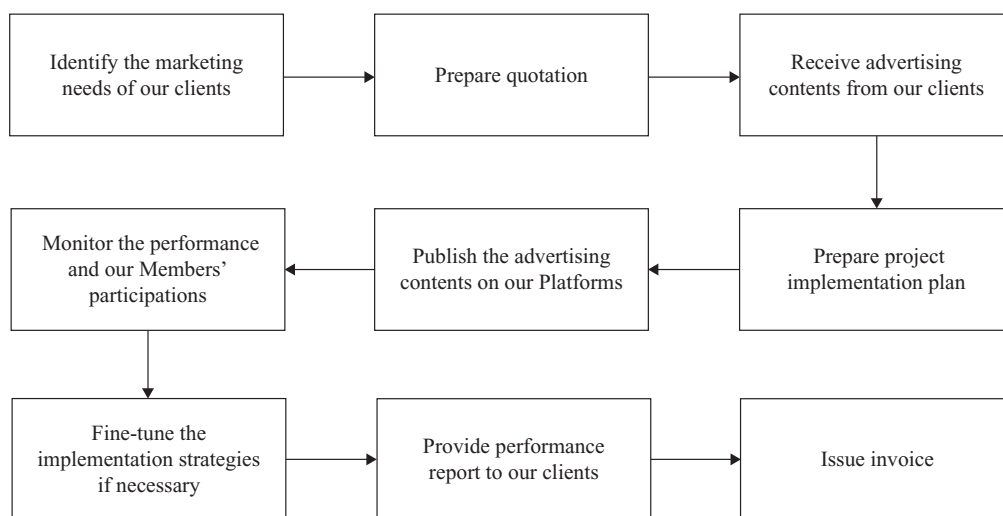 Identify the marketing
needs of our clients
Prepare quotation
Receive advertising
contents from our clients
Prepare project
implementation plan
Publish the advertising
contents on our Platforms
Monitor the performance
and our Members’
participations
Fine-tune the
implementation strategies
if necessary
Provide performance
report to our clients
Issue invoice